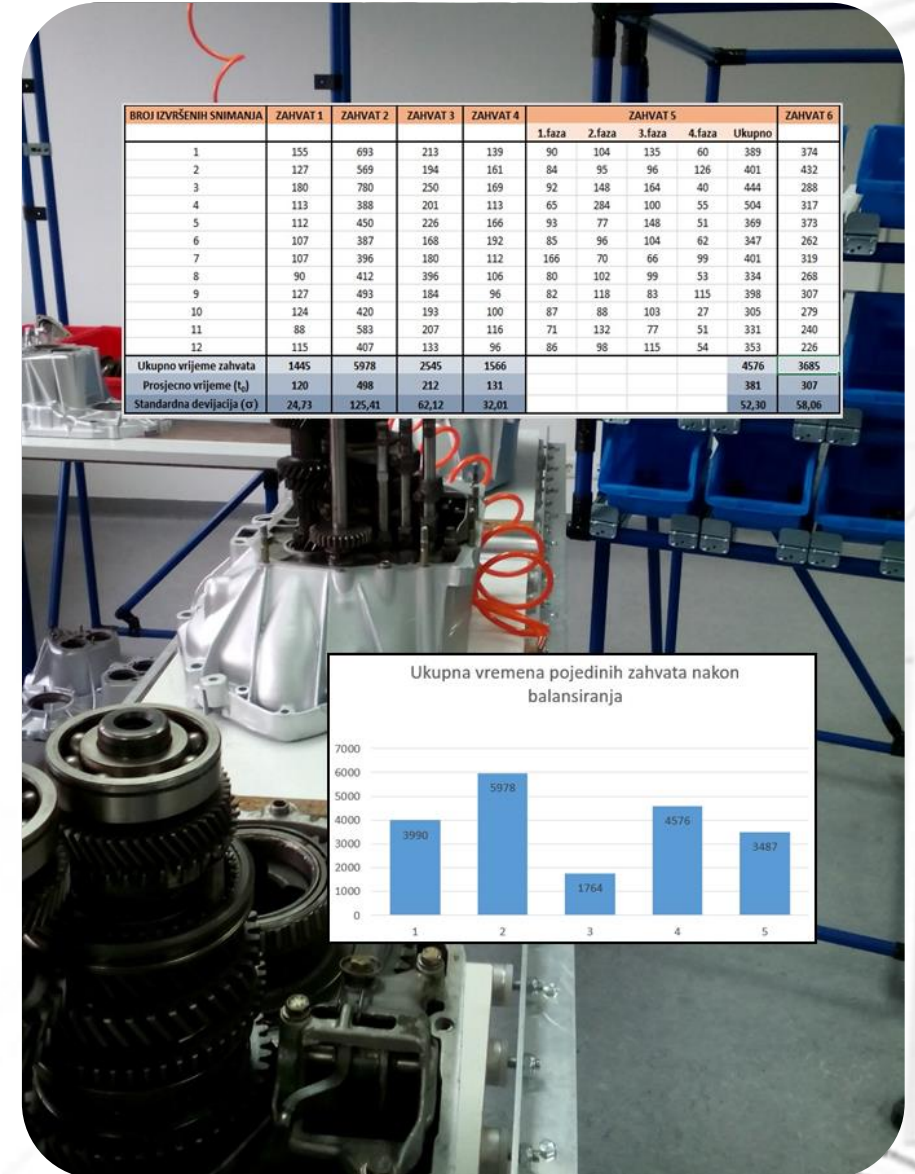 BROJ IZVRŠENIH SNIMANJA ZAHVAT 1 ZAHVAT 2 ZAHVAT 3 ZAHVAT 4 ZAHVAT 5 ZAHVAT 6
1.faza 2.faza 3.faza 4.faza Ukupno
1 155 693 213 139 90 104 135 60 389 374
2 127 569 194 161 84 95 96 126 401 432
3 180 780 250 169 92 148 164 40 444 288
4 113 388 201 113 65 284 100 55 504 317
5 112 450 226 166 93 77 148 51 369 373
6 107 387 168 192 85 96 104 62 347 262
7 107 396 180 112 166 70 66 99 401 319
8 90 412 396 106 80 102 99 53 334 268
9 127 493 184 96 82 118 83 115 398 307
10 124 420 193 100 87 88 103 27 305 279
11 88 583 207 116 71 132 77 51 331 240
12 115 407 133 96 86 98 115 54 353 226
Ukupno vrijeme zahvata 1445 5978 2545 1566 4576 3685
Prosjecno vrijeme (t₀) 120 498 212 131 381 307
Standardna devijacija (σ) 24,73 125,41 62,12 32,01 52,30 58,06
Ukupna vremena pojedinih zahvata nakon
balansiranja
7000
6000
5000
4000
3000
2000
1000
0
3990 5978 1764 4576 3487
1 2 3 4 5